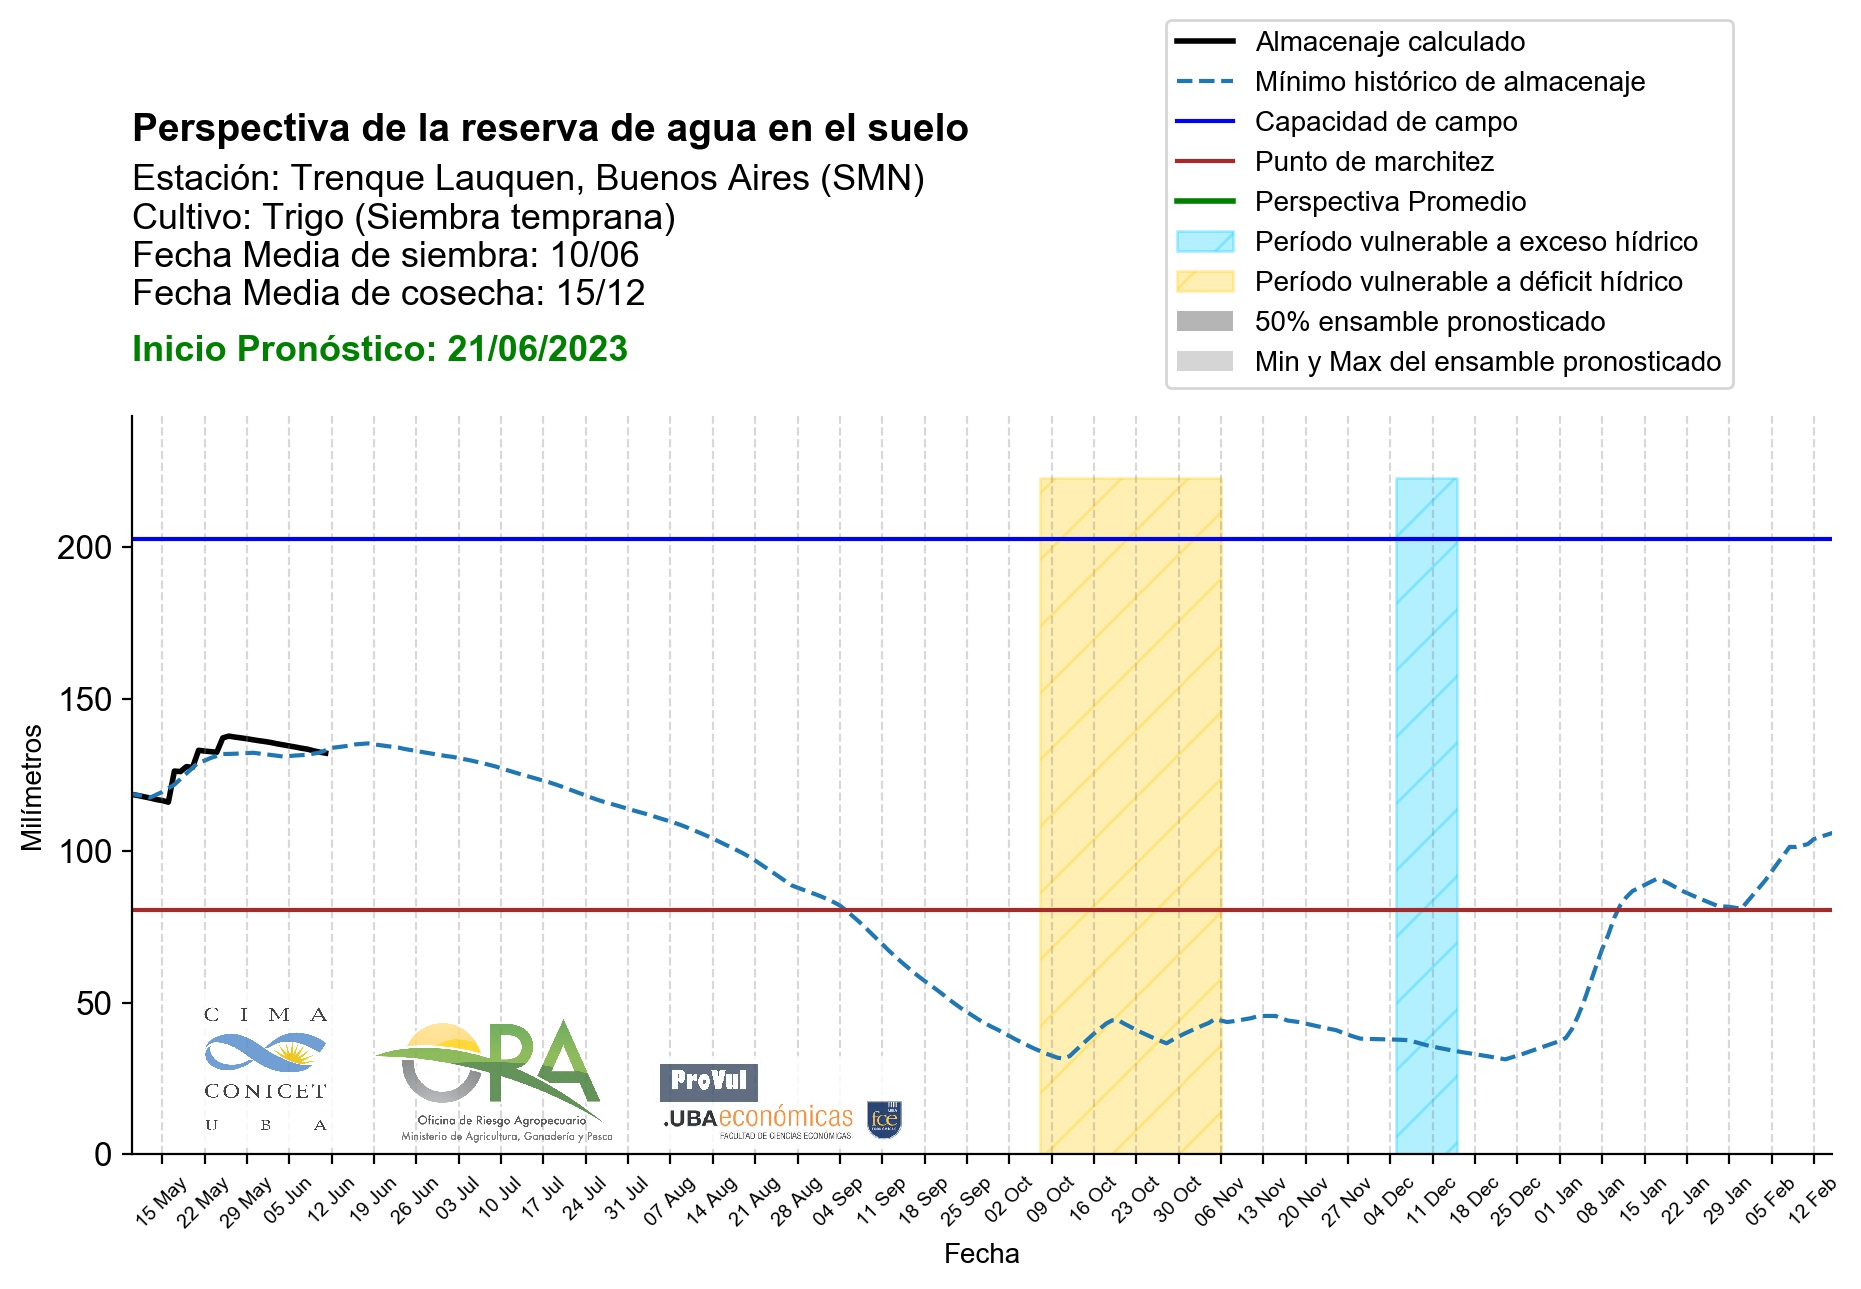 Almacenaje calculado
Mínimo histórico de almacenaje
Capacidad de campo
Punto de marchitez
Perspectiva Promedio
Período vulnerable a exceso hídrico
Período vulnerable a déficit hídrico
50% ensamble pronosticado
Min y Max del ensamble pronosticado
Perspectiva de la reserva de agua en el suelo
Estación: Trenque Lauquen, Buenos Aires (SMN)
Cultivo: Trigo (Siembra temprana)
Fecha Media de siembra: 10/06
Fecha Media de cosecha: 15/12
Inicio Pronóstico: 21/06/2023
Milímetros
200
150
100
50
0
CIMA
CONICET
UBA
ORA
Oficina de Riesgo Agropecuario
Ministerio de Agricultura, Ganadería y Pesca
ProVul
.UBAeconómicas
FACULTAD DE CIENCIAS ECONÓMICAS
UBA
fce
ECONÓMICAS
15 May
22 May
29 May
05 Jun
12 Jun
19 Jun
26 Jun
03 Jul
10 Jul
17 Jul
24 Jul
31 Jul
07 Aug
14 Aug
21 Aug
28 Aug
04 Sep
11 Sep
18 Sep
25 Sep
02 Oct
09 Oct
16 Oct
23 Oct
30 Oct
06 Nov
13 Nov
20 Nov
27 Nov
04 Dec
11 Dec
18 Dec
25 Dec
01 Jan
08 Jan
15 Jan
22 Jan
29 Jan
05 Feb
12 Feb
Fecha